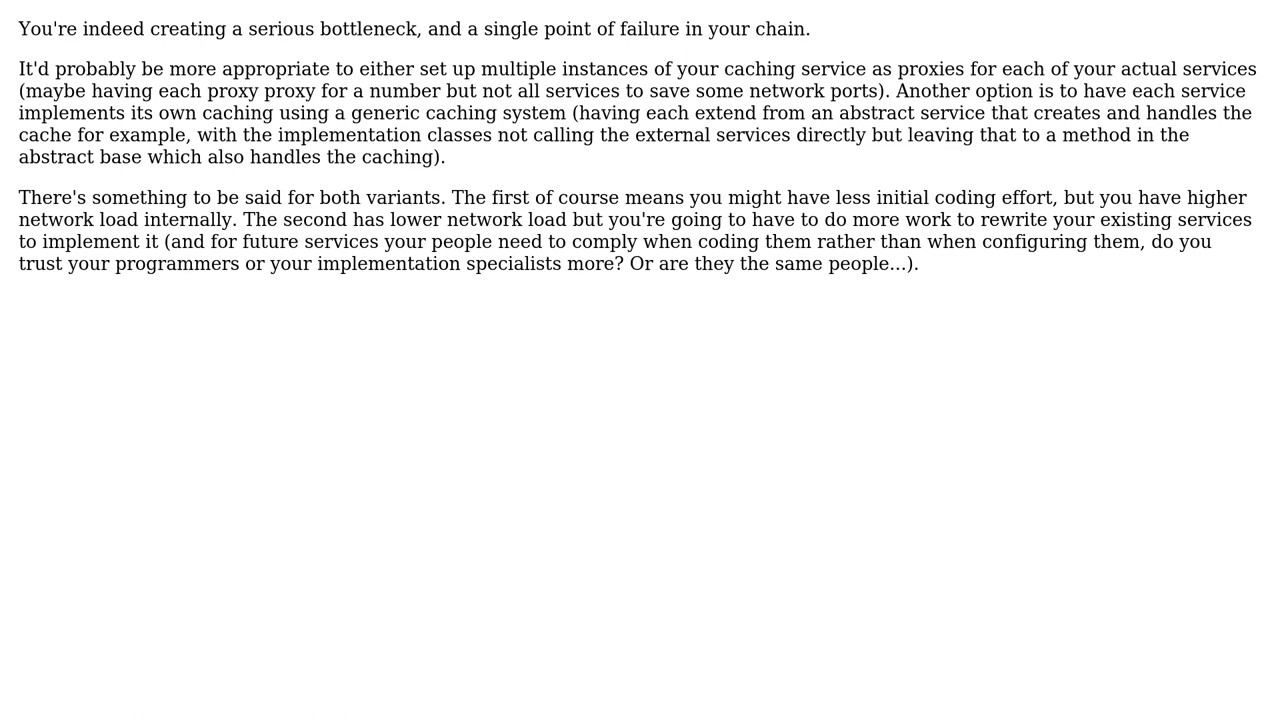 You're indeed creating a serious bottleneck, and a single point of failure in your chain.
It'd probably be more appropriate to either set up multiple instances of your caching service as proxies for each of your actual services
(maybe having each proxy proxy for a number but not all services to save some network ports). Another option is to have each service
implements its own caching using a generic caching system (having each extend from an abstract service that creates and handles the
cache for example, with the implementation classes not calling the external services directly but leaving that to a method in the
abstract base which also handles the caching).
There's something to be said for both variants. The first of course means you might have less initial coding effort, but you have higher
network load internally. The second has lower network load but you're going to have to do more work to rewrite your existing services
to implement it (and for future services your people need to comply when coding them rather than when configuring them, do you
trust your programmers or your implementation specialists more? Or are they the same people...).